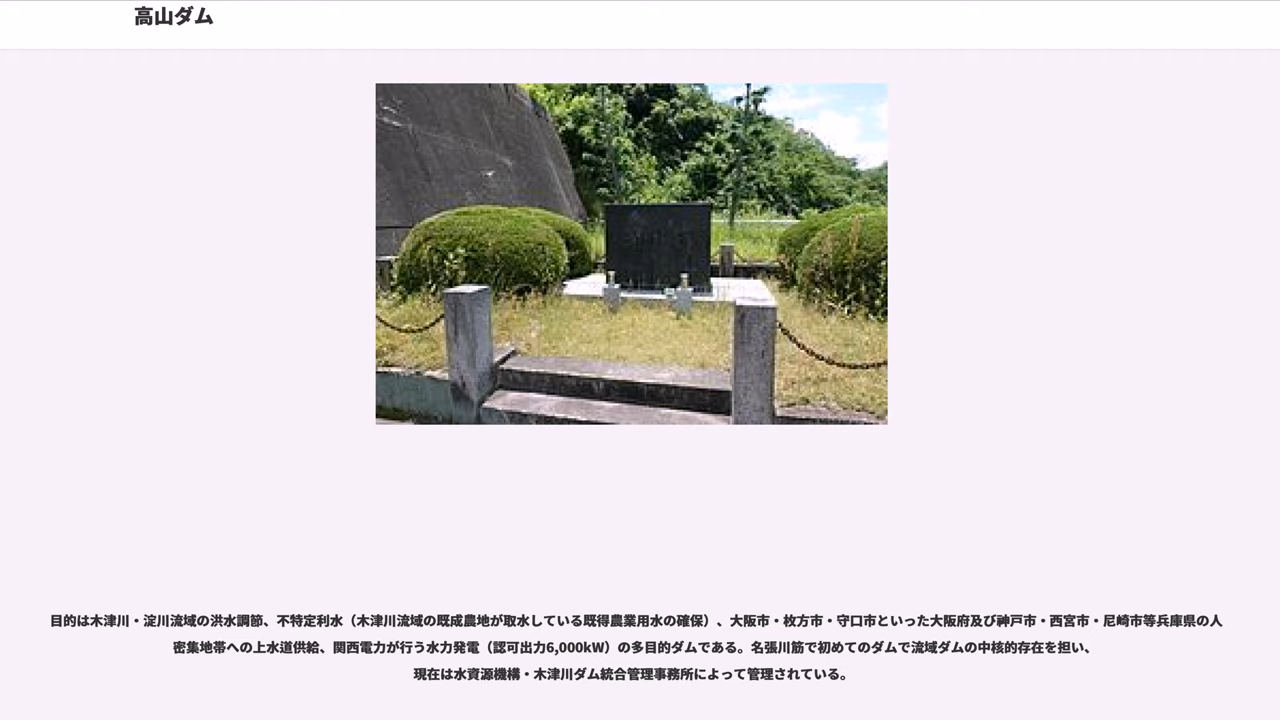 高山ダム
目的は木津川・淀川流域の洪水調節、不特定利水（木津川流域の既成農地が取水している既得農業用水の確保）、大阪市・枚方市・守口市といった大阪府及び神戸市・西宮市・尼崎市等兵庫県の人
密集地帯への上水道供給、関西電力が行う水力発電（認可出力6,000kW）の多目的ダムである。名張川筋で初めてのダムで流域ダムの中核的存在を担い、
現在は水資源機構・木津川ダム統合管理事務所によって管理されている。